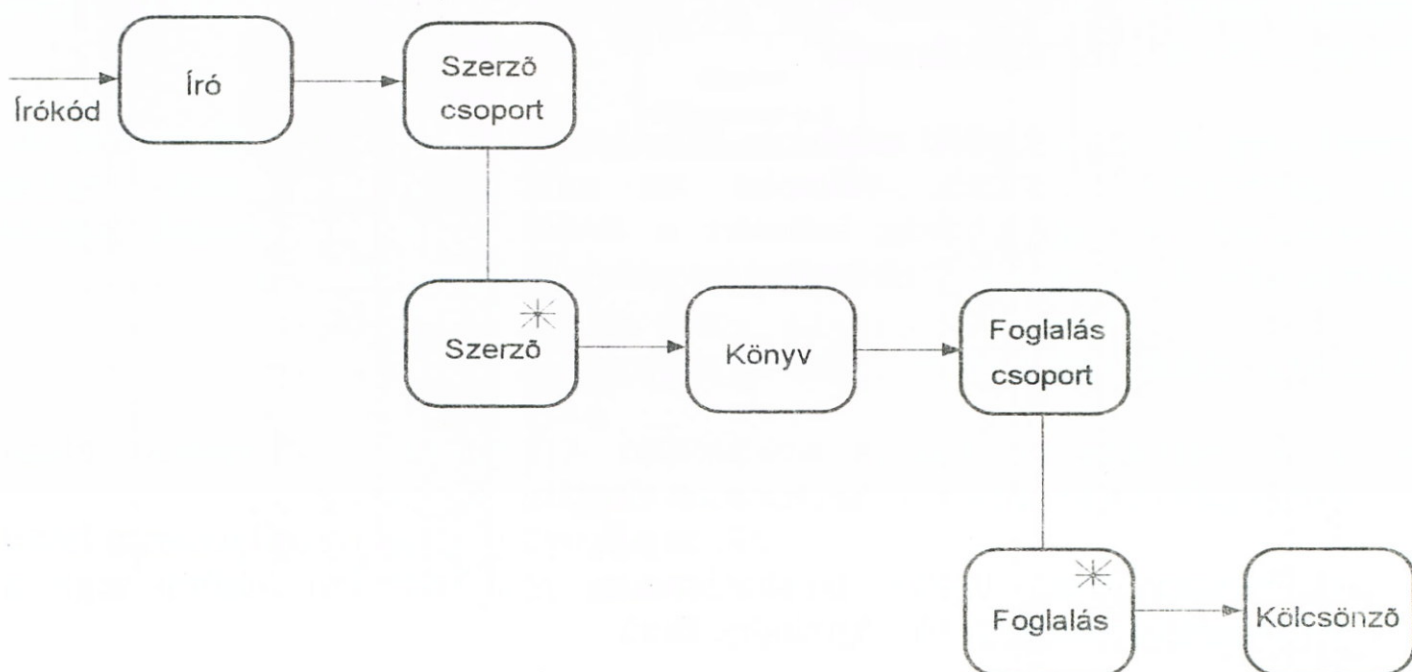 Író
Írókód
Szerzõ
csoport
Szerzõ
Könyv
Foglalás
csoport
Foglalás
Kölcsönzõ